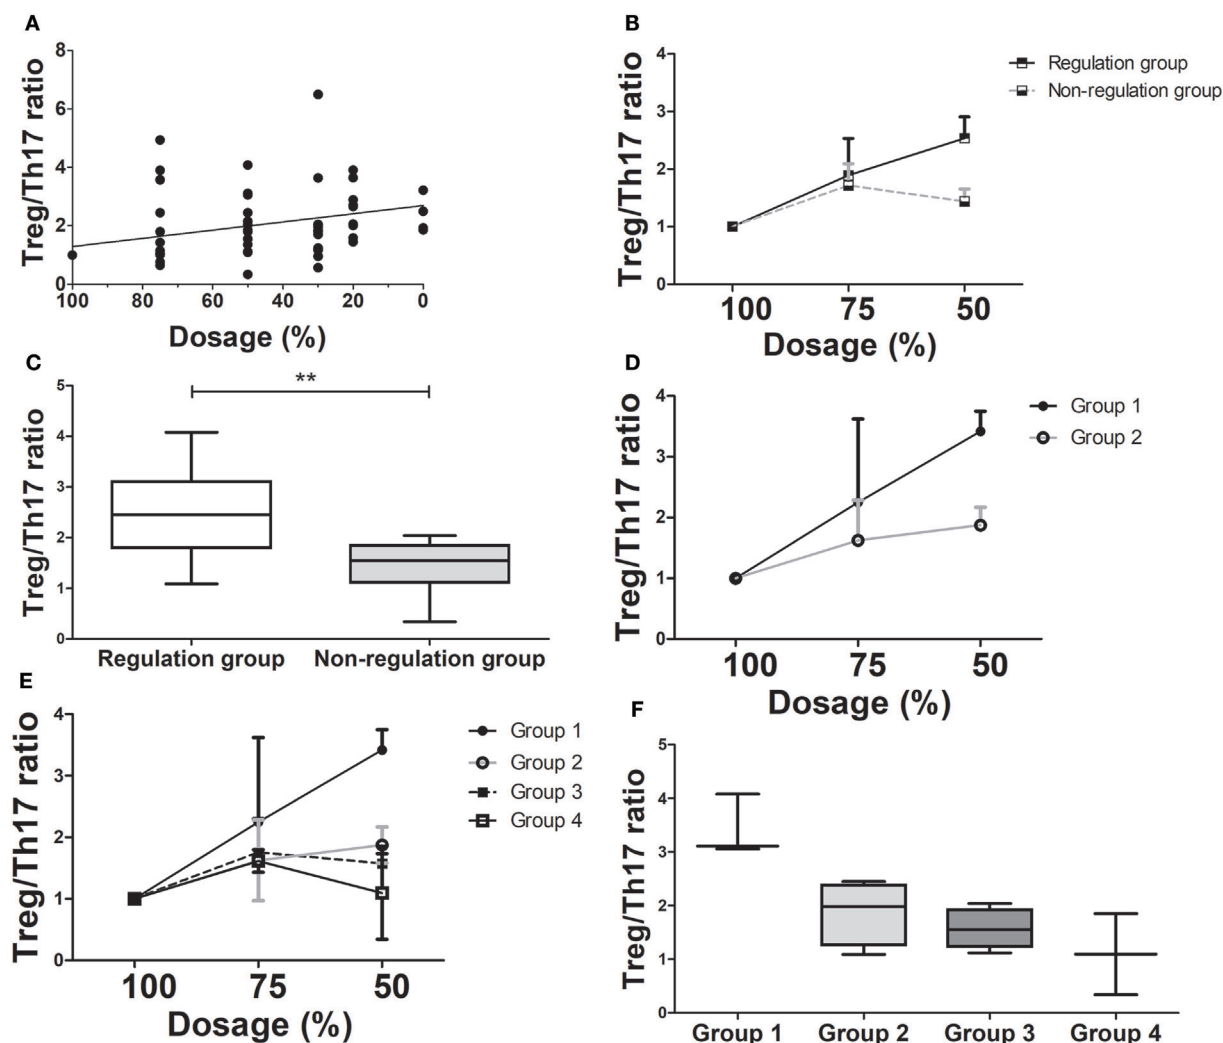 A
Treg/Th17 ratio
8
6
4
2
0
100
80
60
40
20
0
Dosage (%)
B
Treg/Th17 ratio
4
3
2
1
0
100
75
50
Dosage (%)
Regulation group
Non-regulation group
C
Treg/Th17 ratio
5
4
3
2
1
0
**
Regulation group
Non-regulation group
D
Treg/Th17 ratio
4
3
2
1
0
100
75
50
Dosage (%)
Group 1
Group 2
E
Treg/Th17 ratio
4
3
2
1
0
100
75
50
Dosage (%)
Group 1
Group 2
Group 3
Group 4
F
Treg/Th17 ratio
5
4
3
2
1
0
Group 1
Group 2
Group 3
Group 4